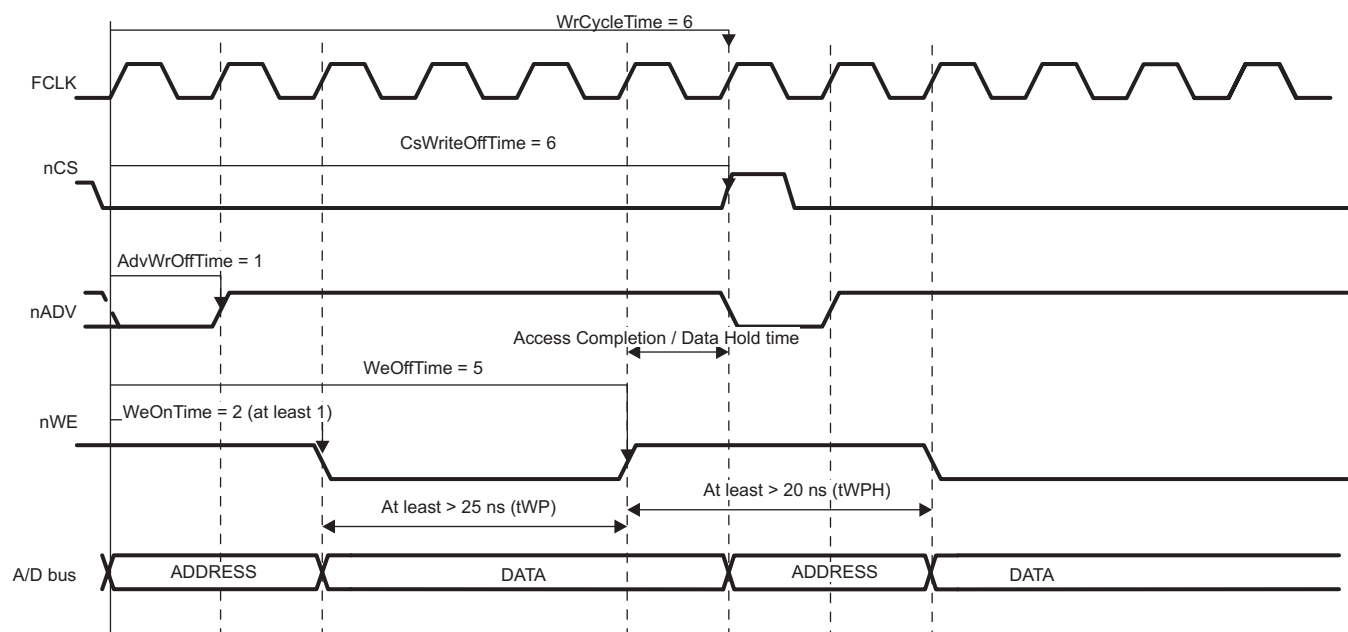 WrCycleTime = 6
FCLK
CsWriteOffTime = 6
nCS
AdvWrOffTime = 1
nADV
Access Completion / Data Hold time
WeOffTime = 5
WeOnTime = 2 (at least 1)
nWE
At least > 20 ns (tWPH)
At least > 25 ns (tWP)
A/D bus
ADDRESS
DATA
ADDRESS
DATA